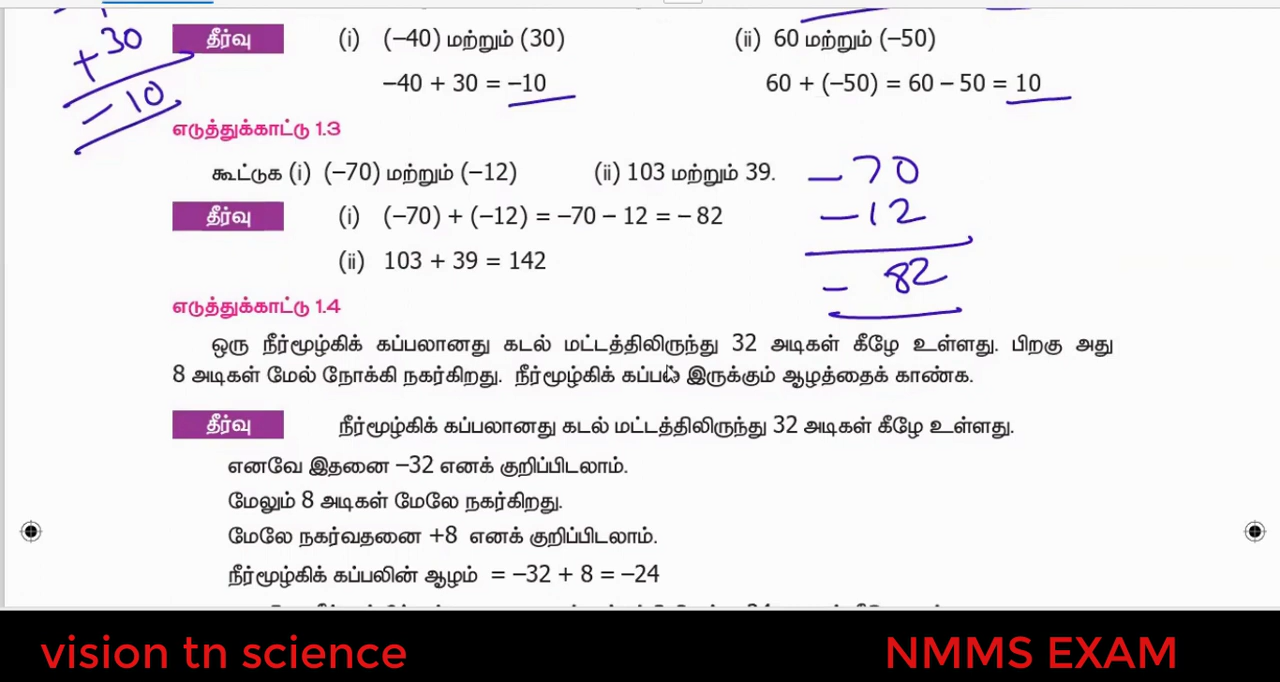 +30
-10
தீர்வு (i) (–40) மற்றும் (30) (ii) 60 மற்றும் (–50)
–40 + 30 = –10 60 + (–50) = 60 – 50 = 10
எடுத்துக்காட்டு 1.3
கூட்டுக (i) (–70) மற்றும் (–12) (ii) 103 மற்றும் 39.
-70
-12
-82
தீர்வு (i) (–70) + (–12) = –70 – 12 = – 82
(ii) 103 + 39 = 142
எடுத்துக்காட்டு 1.4
ஒரு நீர்மூழ்கிக் கப்பலானது கடல் மட்டத்திலிருந்து 32 அடிகள் கீழே உள்ளது. பிறகு அது
8 அடிகள் மேல் நோக்கி நகர்கிறது. நீர்மூழ்கிக் கப்பல் இருக்கும் ஆழத்தைக் காண்க.
தீர்வு நீர்மூழ்கிக் கப்பலானது கடல் மட்டத்திலிருந்து 32 அடிகள் கீழே உள்ளது.
எனவே இதனை –32 எனக் குறிப்பிடலாம்.
மேலும் 8 அடிகள் மேலே நகர்கிறது.
மேலே நகர்வதனை +8 எனக் குறிப்பிடலாம்.
நீர்மூழ்கிக் கப்பலின் ஆழம் = –32 + 8 = –24
vision tn science NMMS EXAM